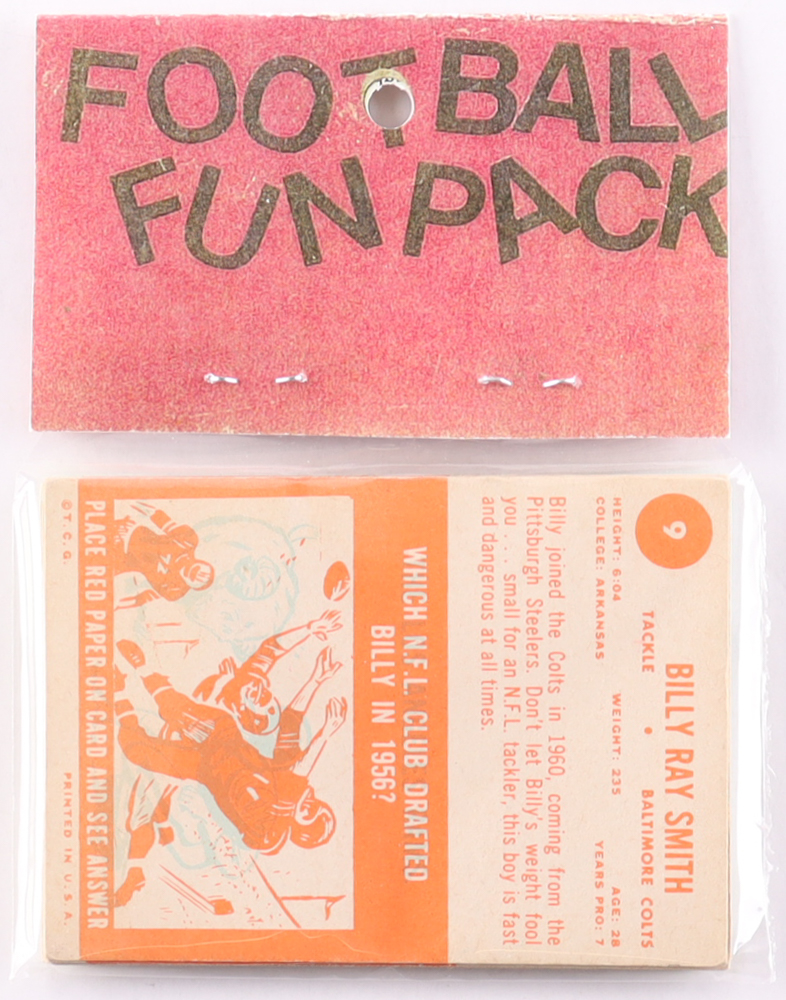 FOOTBALL
FUN PACK
9
BILLY RAY SMITH
TACKLE • BALTIMORE COLTS
HEIGHT: 6:04 WEIGHT: 235 AGE: 28
COLLEGE: ARKANSAS YEARS PRO: 7
Billy joined the Colts in 1960, coming from the
Pittsburgh Steelers. Don't let Billy's weight fool
you . . . small for an N.F.L. tackler, this boy is fast
and dangerous at all times.
WHICH N.F.L. CLUB DRAFTED
BILLY IN 1956?
PLACE RED PAPER ON CARD AND SEE ANSWER
© T. C. G. PRINTED IN U. S. A.